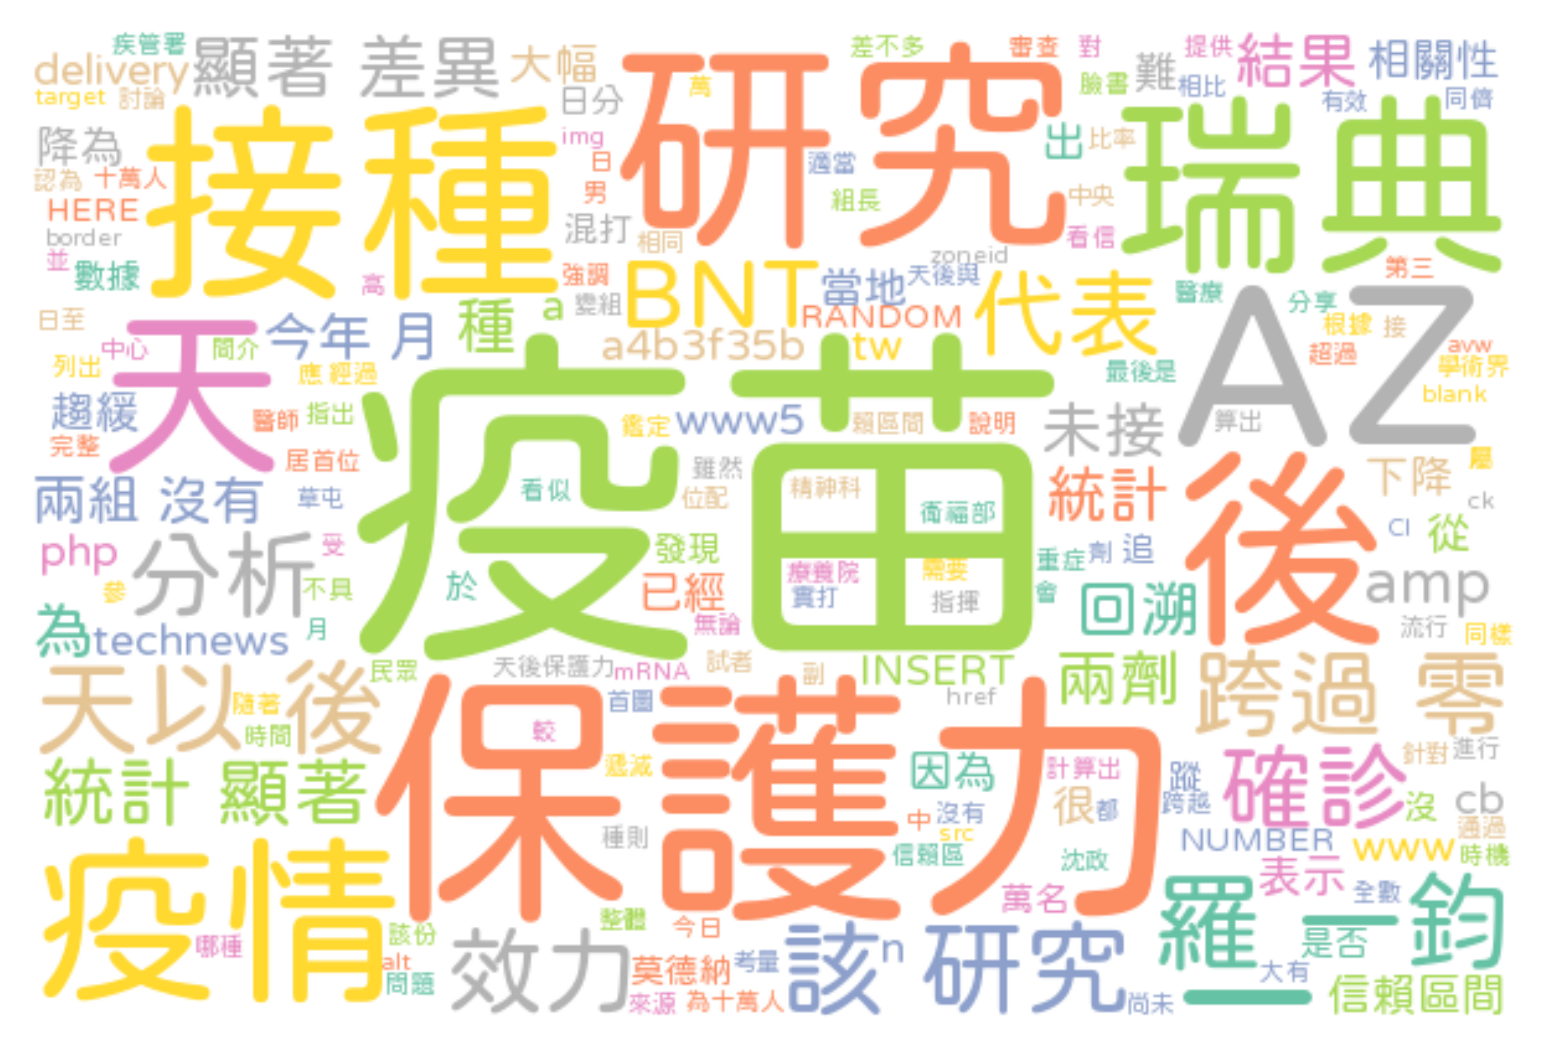 疾管署
顯著 差異
大幅
研究
差不多
審查
對
提供
結果
相關性
delivery
target
討論
日分
萬
臉書
難
相比
有效
同儕
接種
img
日
男
適當
組長
出
比率
中央
瑞典
降為
認為
十萬人
HERE
border
並
數據
高
混打
相同
看信
zoneid
第三
強調
變組
BNT
當地
天後與
代表
醫療
分享
AZ
日至
中心
天
間介
今年 月
種
a
RANDOM
a4b3f35b
tw
根據
接
超過
avw
列出
應經過
最後是
學術界
blank
趨緩
醫師
指出
疫苗
鑑定
www5
賴區間
說明
未接
算出
完整
居首位
雖然
兩組 沒有
草屯
看似
位配
精神科
衛福部
統計
後
下降
屬
ck
php
分析
受
發現
CI
從
參
不具
於
已經
療養院
實打
需要
指揮
重症
劑
追
會
回溯
amp
為
technews
月
無論
流行
同樣
天以後
隨著
時間
民眾
天後保護力
mRNA
試者
副
INSERT
href
兩劑
跨過 零
保護力
較
首圖
統計 顯著
遞減
因為
計算出
蹤
跨越
確診
針對
進行
很
都
沒
cb
通過
種則
中
沒有
src
信賴區
沈政
NUMBER
www
時機
疫情
哪種
該份
alt
問題
效力
整體
今日
莫德納
考量
來源
為十萬人
該
n
研究
萬名
尚未
表示
全數
羅一鈞
是否
大有
一
信賴區間